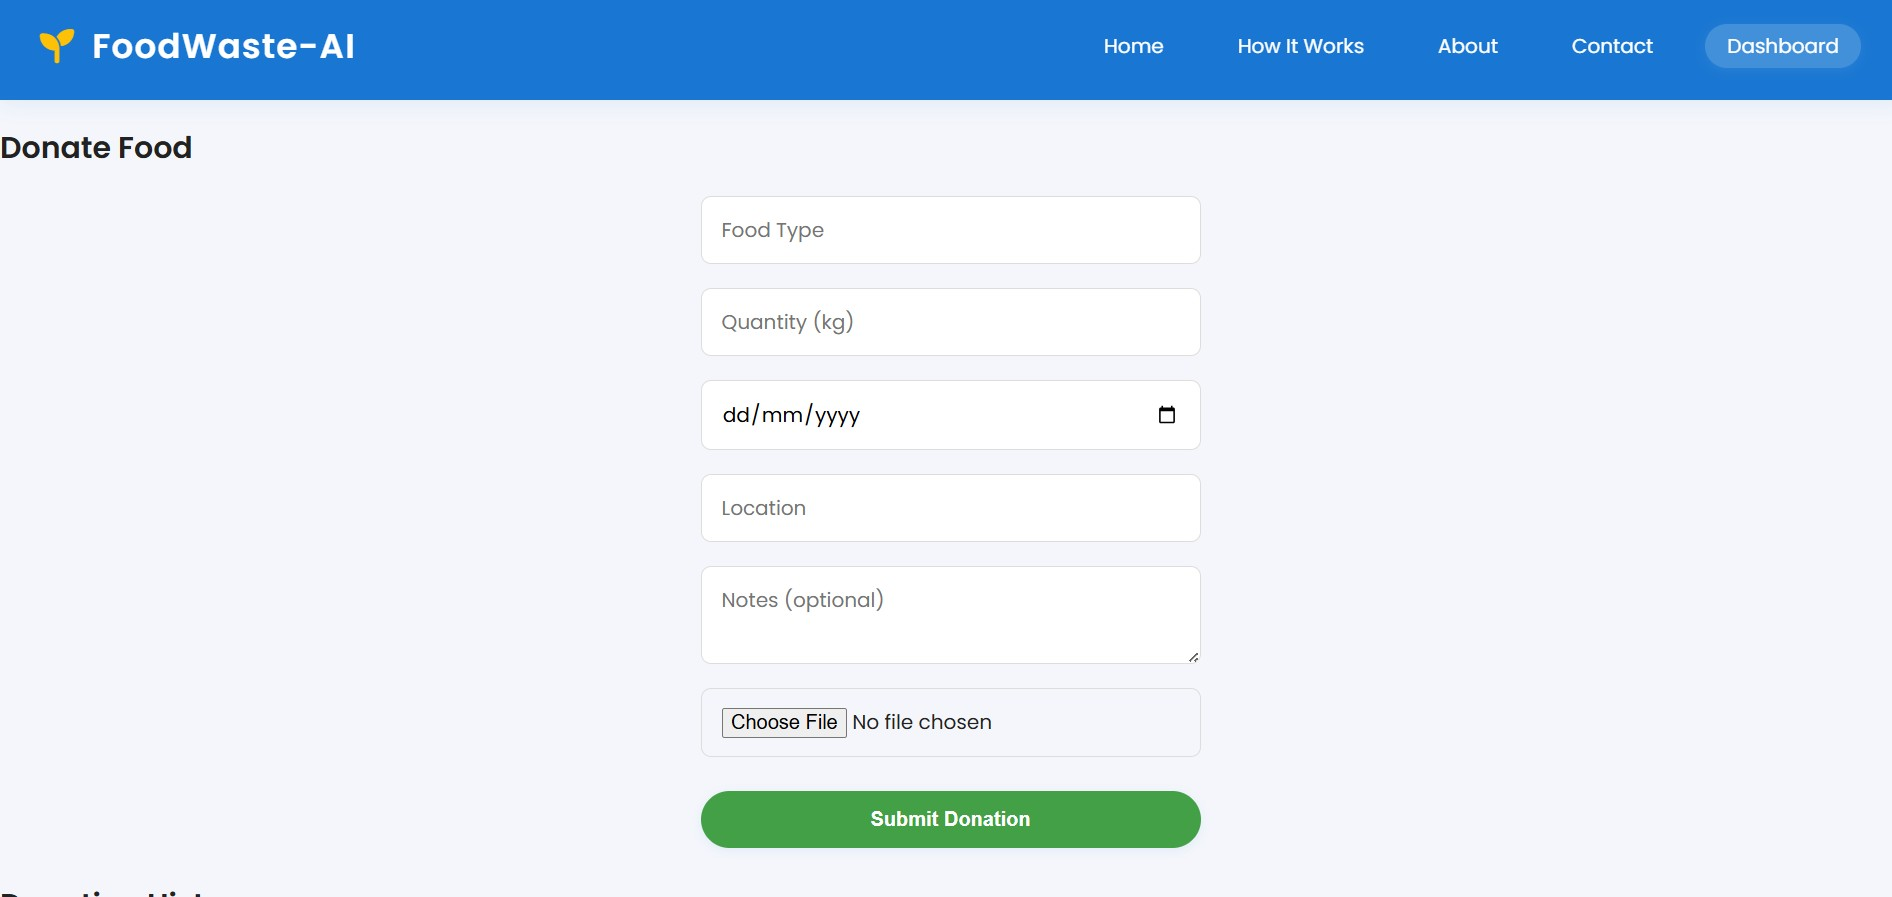 FoodWaste-AI
Home How It Works About Contact Dashboard
Donate Food
Food Type
Quantity (kg)
dd/mm/yyyy
Location
Notes (optional)
Choose File No file chosen
Submit Donation